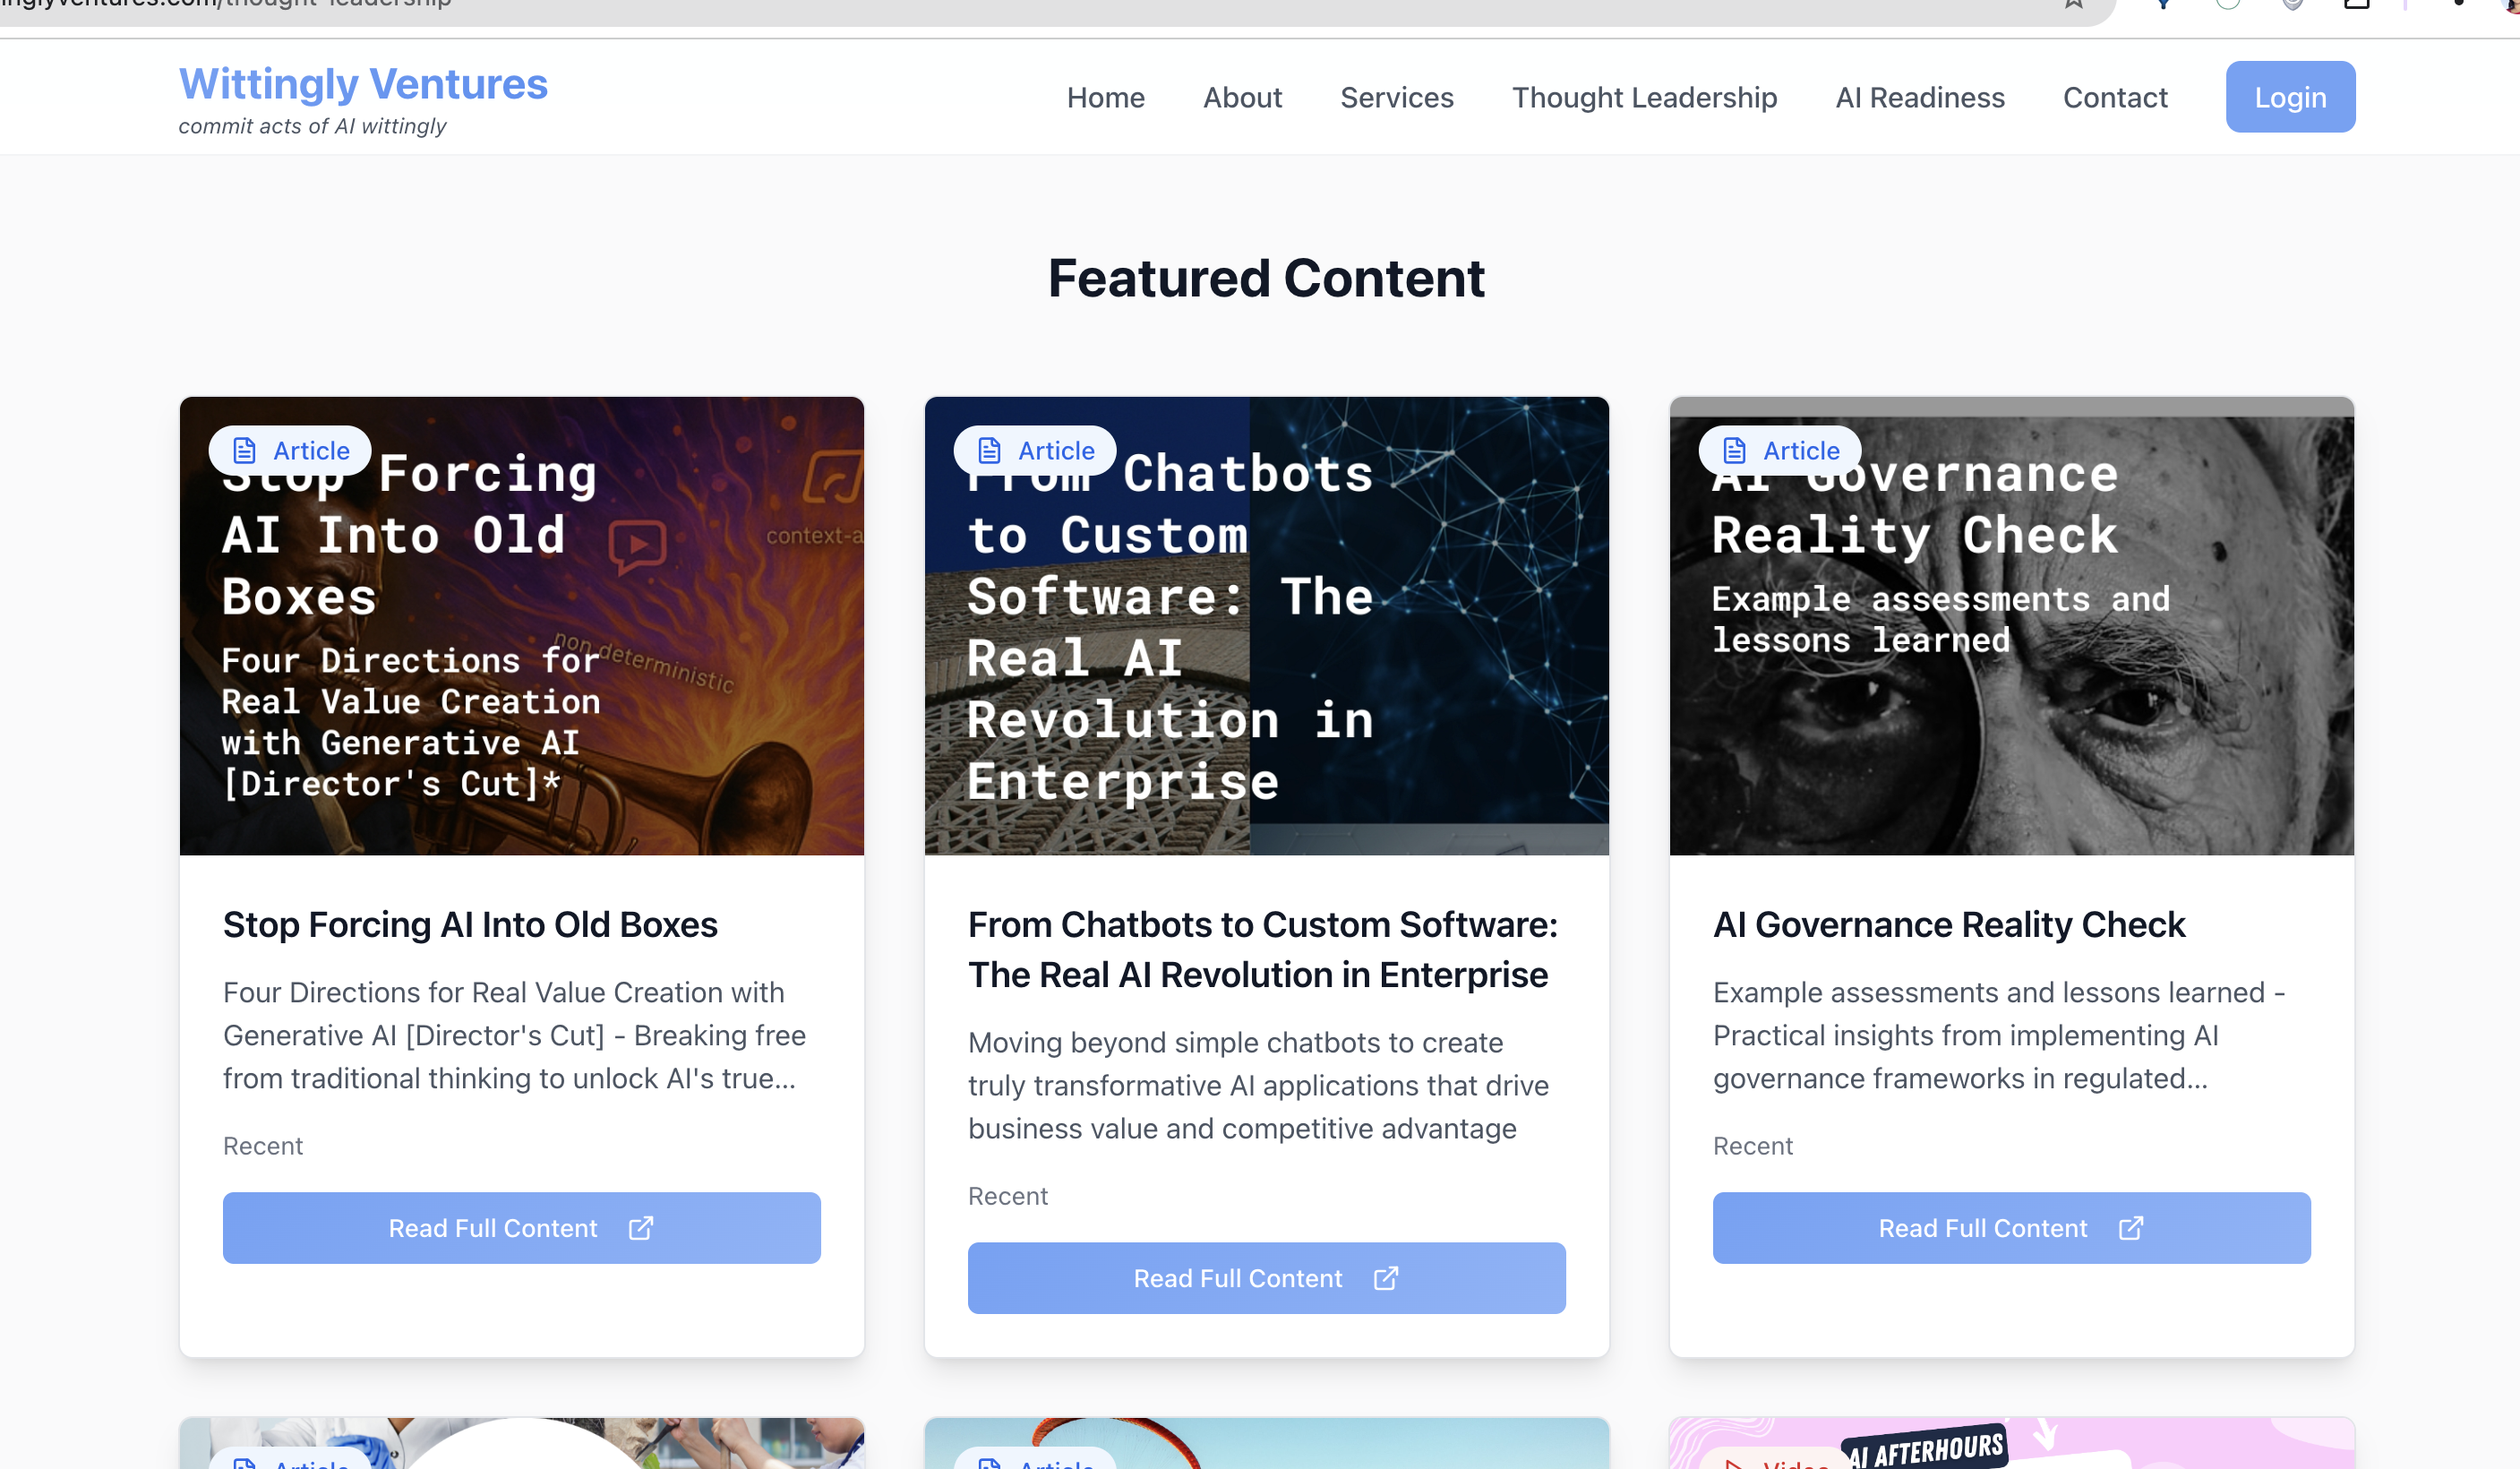 /thought-leadership
Wittingly Ventures
commit acts of AI wittingly
Home
About
Services
Thought Leadership
AI Readiness
Contact
Login
Featured Content
Article
Stop Forcing
AI Into Old
Boxes
Four Directions for
Real Value Creation
with Generative AI
[Director's Cut]*
context-a
non deterministic
Stop Forcing AI Into Old Boxes
Four Directions for Real Value Creation with
Generative AI [Director's Cut] - Breaking free
from traditional thinking to unlock AI's true...
Recent
Read Full Content
Article
From Chatbots
to Custom
Software: The
Real AI
Revolution in
Enterprise
From Chatbots to Custom Software:
The Real AI Revolution in Enterprise
Moving beyond simple chatbots to create
truly transformative AI applications that drive
business value and competitive advantage
Recent
Read Full Content
Article
AI Governance
Reality Check
Example assessments and
lessons learned
AI Governance Reality Check
Example assessments and lessons learned -
Practical insights from implementing AI
governance frameworks in regulated...
Recent
Read Full Content
Article
Article
Video
AI AFTERHOURS